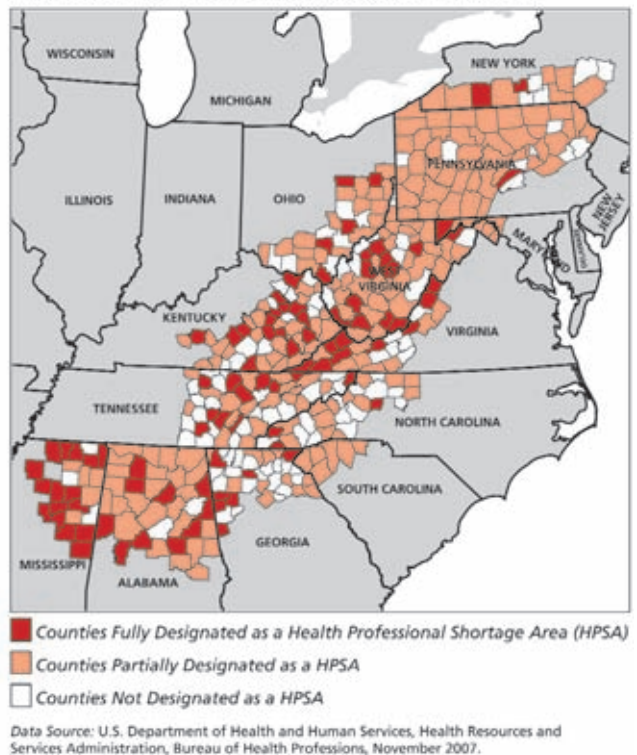 WISCONSIN
NEW YORK
MICHIGAN
PENNSYLVANIA
ILLINOIS
INDIANA
OHIO
NEW
JERSEY
MARYLAND
DELAWARE
WEST
VIRGINIA
KENTUCKY
VIRGINIA
TENNESSEE
NORTH CAROLINA
SOUTH CAROLINA
GEORGIA
MISSISSIPPI
ALABAMA
Counties Fully Designated as a Health Professional Shortage Area (HPSA)
Counties Partially Designated as a HPSA
Counties Not Designated as a HPSA
Data Source: U.S. Department of Health and Human Services, Health Resources and
Services Administration, Bureau of Health Professions, November 2007.